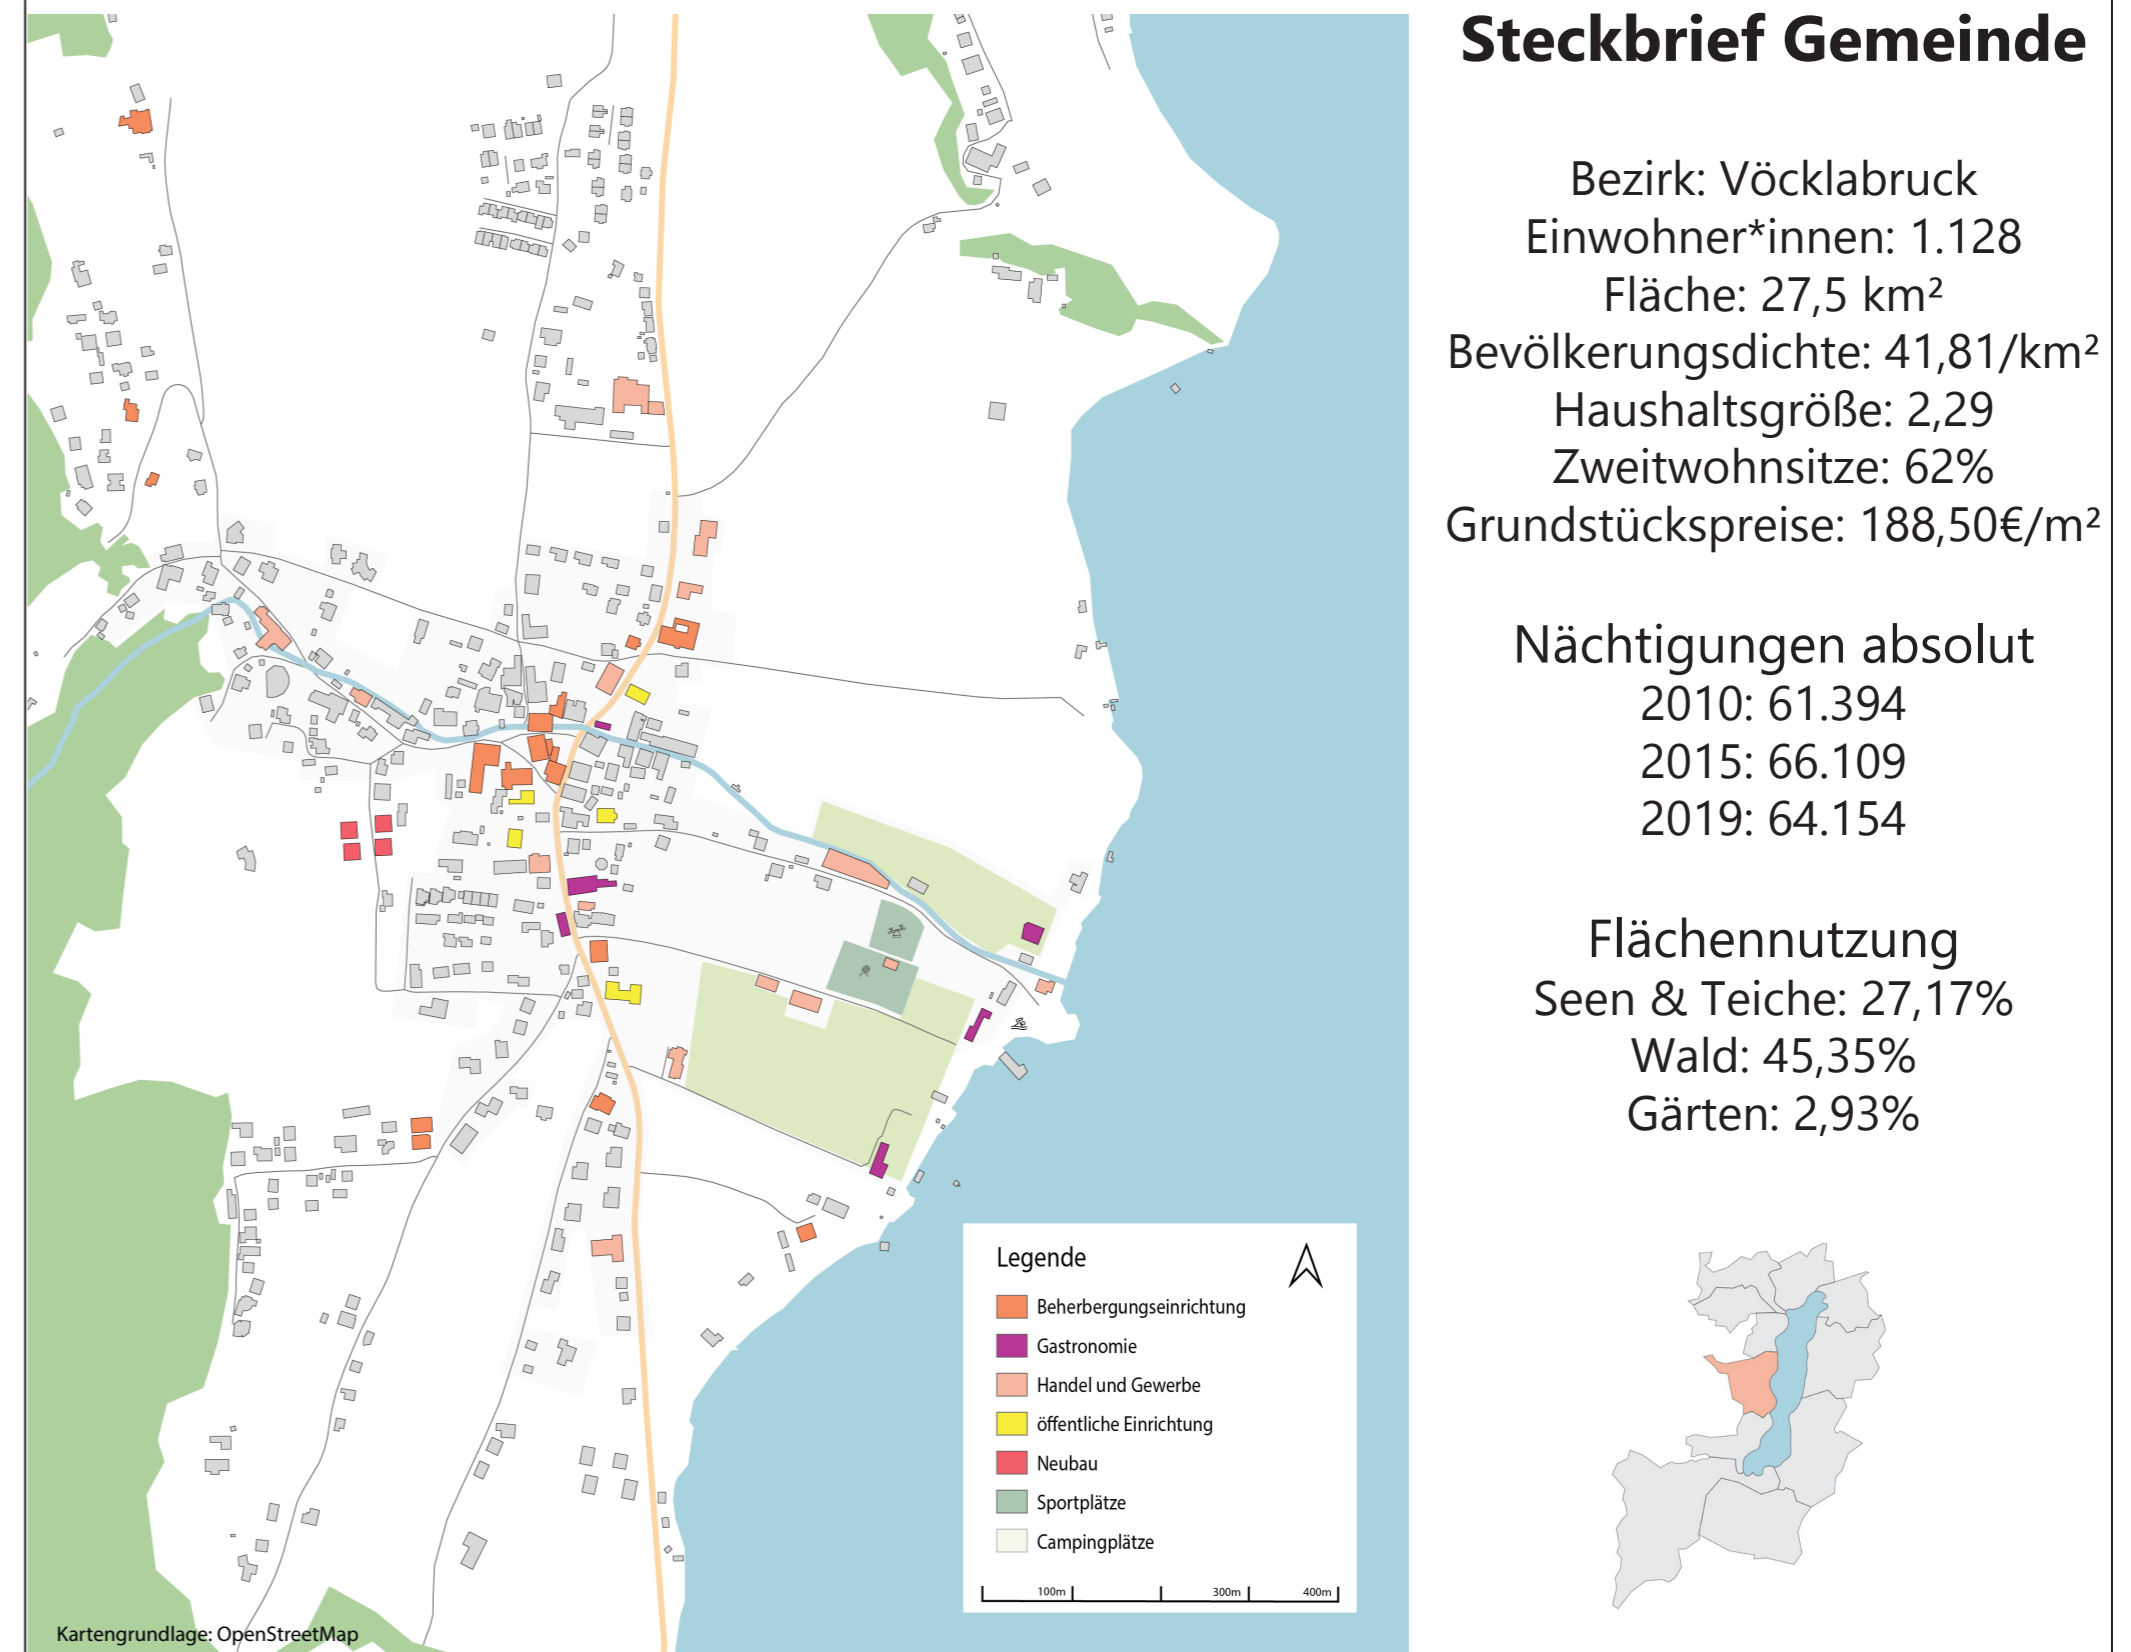 Steckbrief Gemeinde
Bezirk: Vöcklabruck
Einwohner*innen: 1.128
Fläche: 27,5 km²
Bevölkerungsdichte: 41,81/km²
Haushaltsgröße: 2,29
Zweitwohnsitze: 62%
Grundstückspreise: 188,50€/m²
Nächtigungen absolut
2010: 61.394
2015: 66.109
2019: 64.154
Flächennutzung
Seen & Teiche: 27,17%
Wald: 45,35%
Gärten: 2,93%
Legende
Beherbergungseinrichtung
Gastronomie
Handel und Gewerbe
öffentliche Einrichtung
Neubau
Sportplätze
Campingplätze
100m 300m 400m
Kartengrundlage: OpenStreetMap